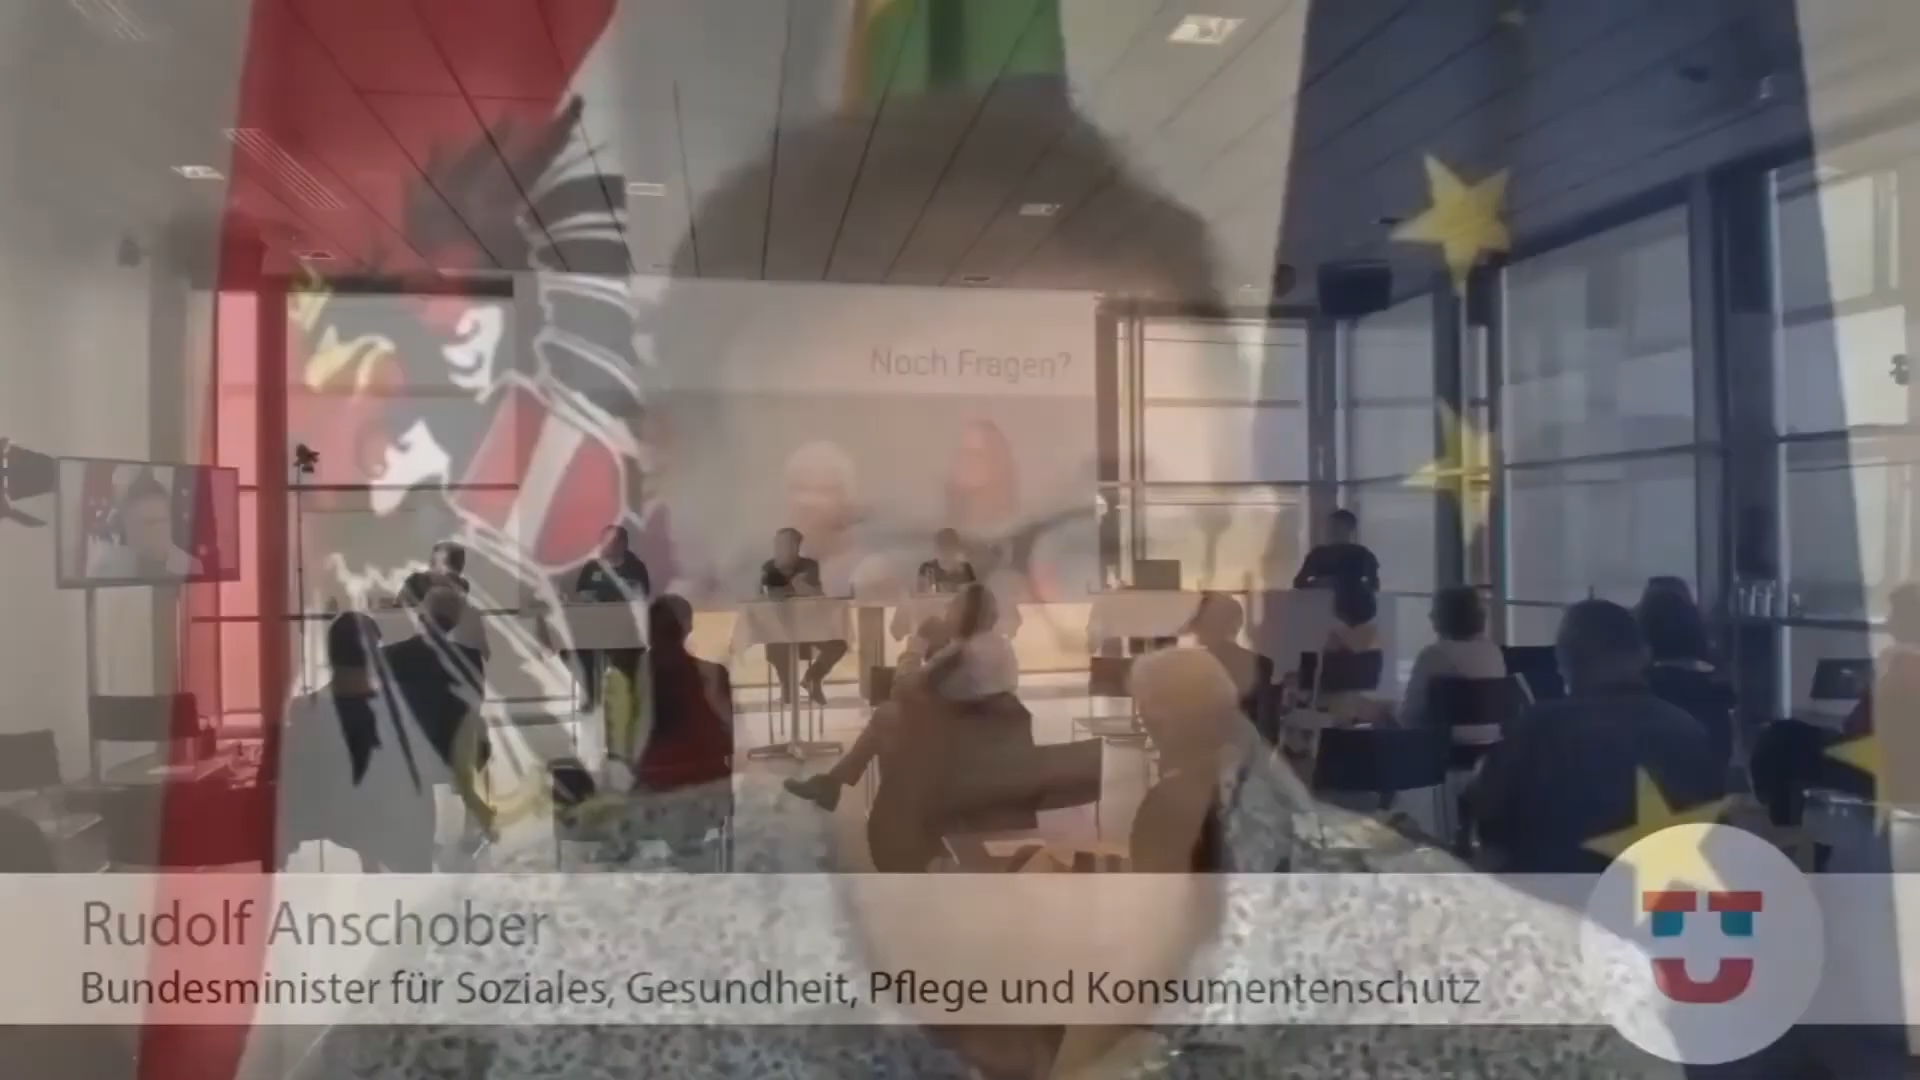 Noch Fragen?
Rudolf Anschober
Bundesminister für Soziales, Gesundheit, Pflege und Konsumentenschutz